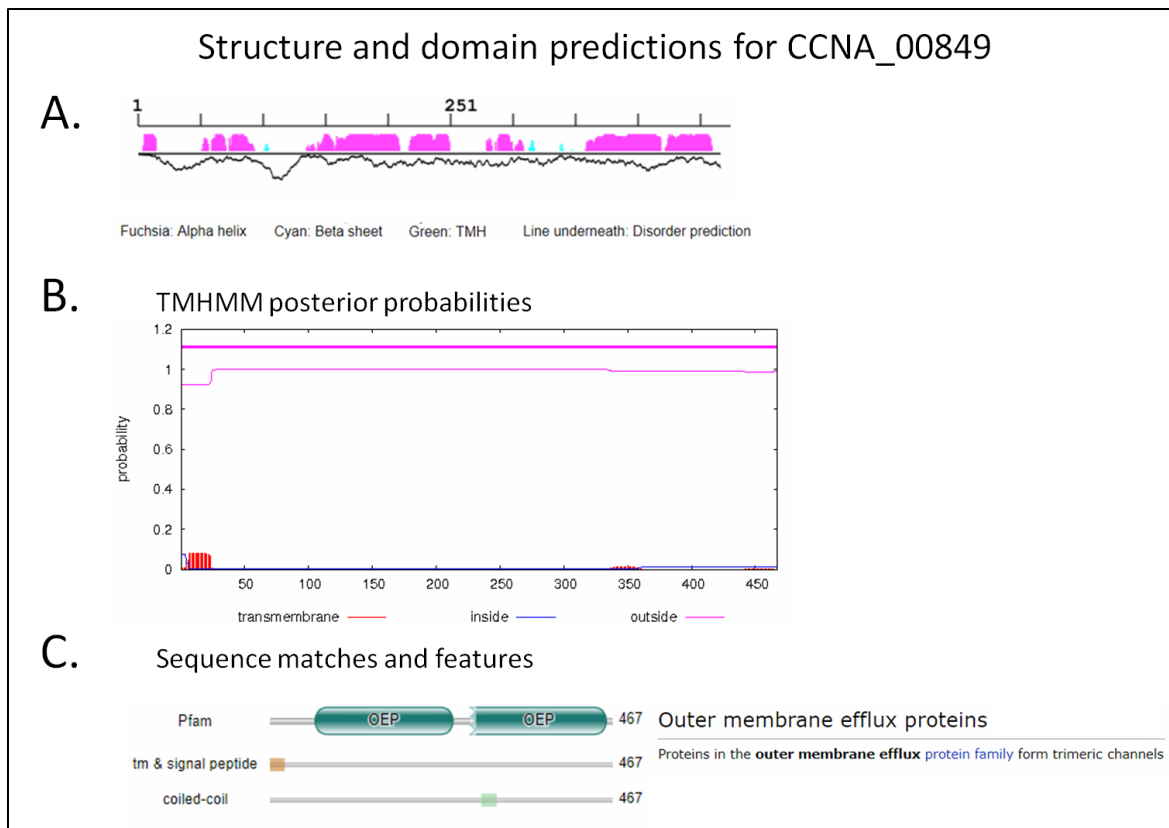 Structure and domain predictions for CCNA_00849
A.
1 251
Fuchsia: Alpha helix Cyan: Beta sheet Green: TMH Line underneath: Disorder prediction
B. TMHMM posterior probabilities
1.2
1
0.8
0.6
0.4
0.2
0
probability
50 100 150 200 250 300 350 400 450
transmembrane inside outside
C. Sequence matches and features
Pfam OEP OEP 467
Outer membrane efflux proteins
Proteins in the outer membrane efflux protein family form trimeric channels
tm & signal peptide 467
coiled-coil 467